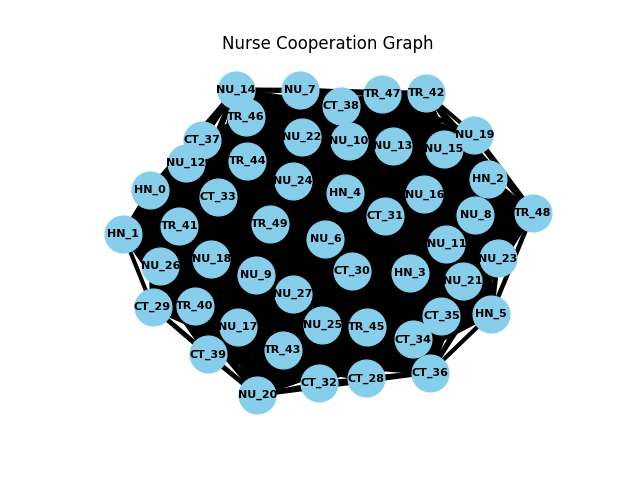 Nurse Cooperation Graph
NU_14
NU_7
TR_47
TR_42
CT_38
TR_46
NU_19
NU_22
CT_37
NU_10
NU_13
NU_15
NU_12
TR_44
HN_2
NU_24
HN_0
HN_4
NU_16
CT_33
TR_48
CT_31
NU_8
TR_49
TR_41
HN_1
NU_6
NU_11
NU_23
NU_18
NU_26
CT_30
HN_3
NU_9
NU_21
NU_27
TR_40
CT_29
HN_5
CT_35
NU_25
NU_17
TR_45
CT_34
TR_43
CT_39
CT_36
CT_28
CT_32
NU_20